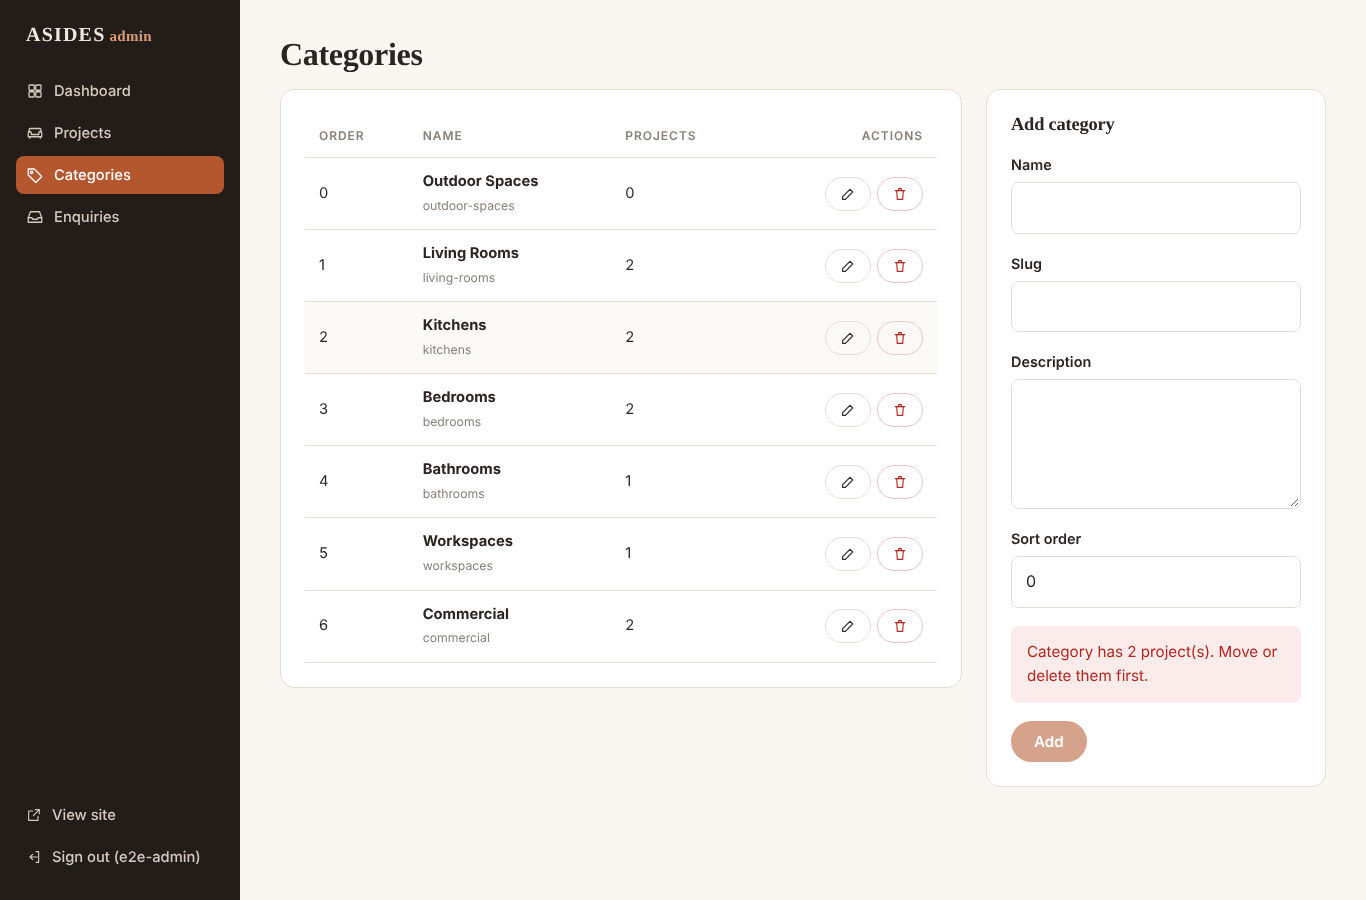 ASIDES admin
Dashboard
Projects
Categories
Enquiries
View site
Sign out (e2e-admin)
Categories
ORDER NAME PROJECTS ACTIONS
0 Outdoor Spaces 0
outdoor-spaces
1 Living Rooms 2
living-rooms
2 Kitchens 2
kitchens
3 Bedrooms 2
bedrooms
4 Bathrooms 1
bathrooms
5 Workspaces 1
workspaces
6 Commercial 2
commercial
Add category
Name
Slug
Description
Sort order
0
Category has 2 project(s). Move or
delete them first.
Add